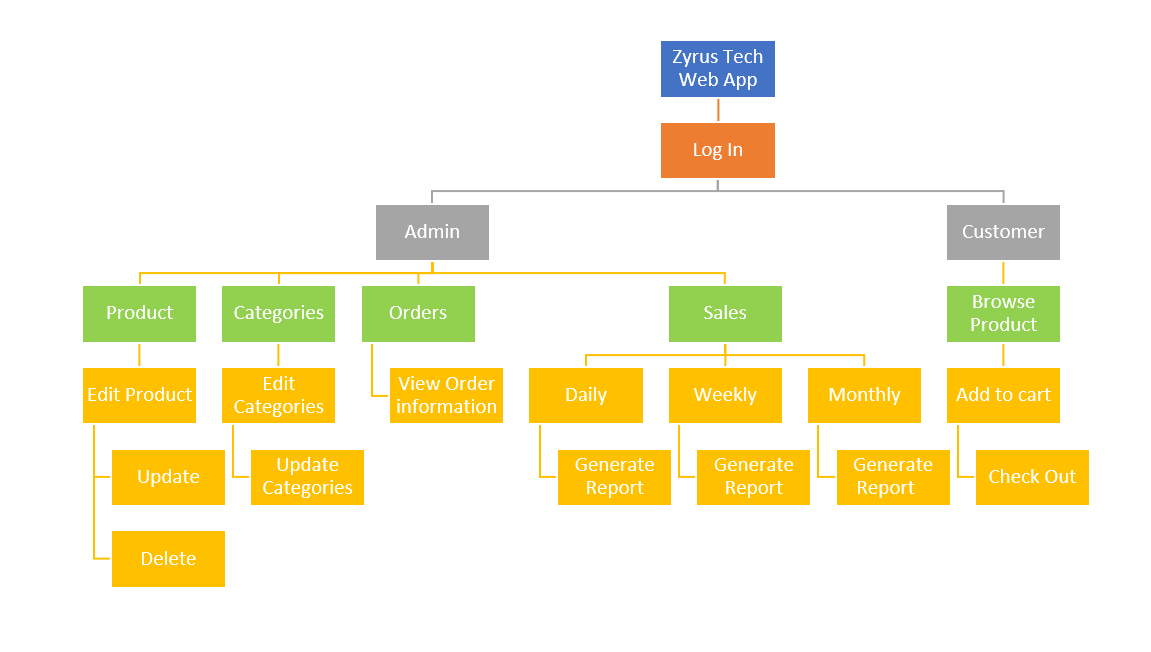 Zyrus Tech
Web App
Log In
Admin
Customer
Product
Categories
Orders
Sales
Browse
Product
Edit Product
Edit
Categories
View Order
information
Daily
Weekly
Monthly
Add to cart
Update
Update
Categories
Generate
Report
Generate
Report
Generate
Report
Check Out
Delete